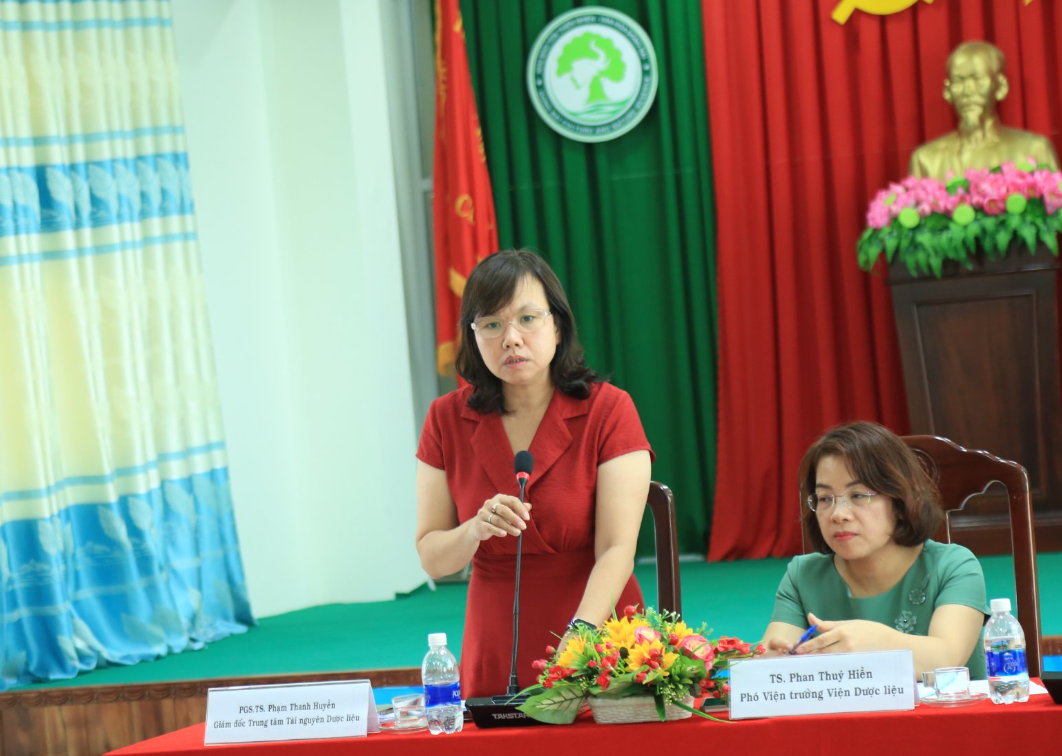 PGS.TS. Phạm Thanh Huyền
Giám đốc Trung tâm Tài nguyên Dược liệu
TS. Phan Thuý Hiền
Phó Viện trưởng Viện Dược liệu
TAKSTAR